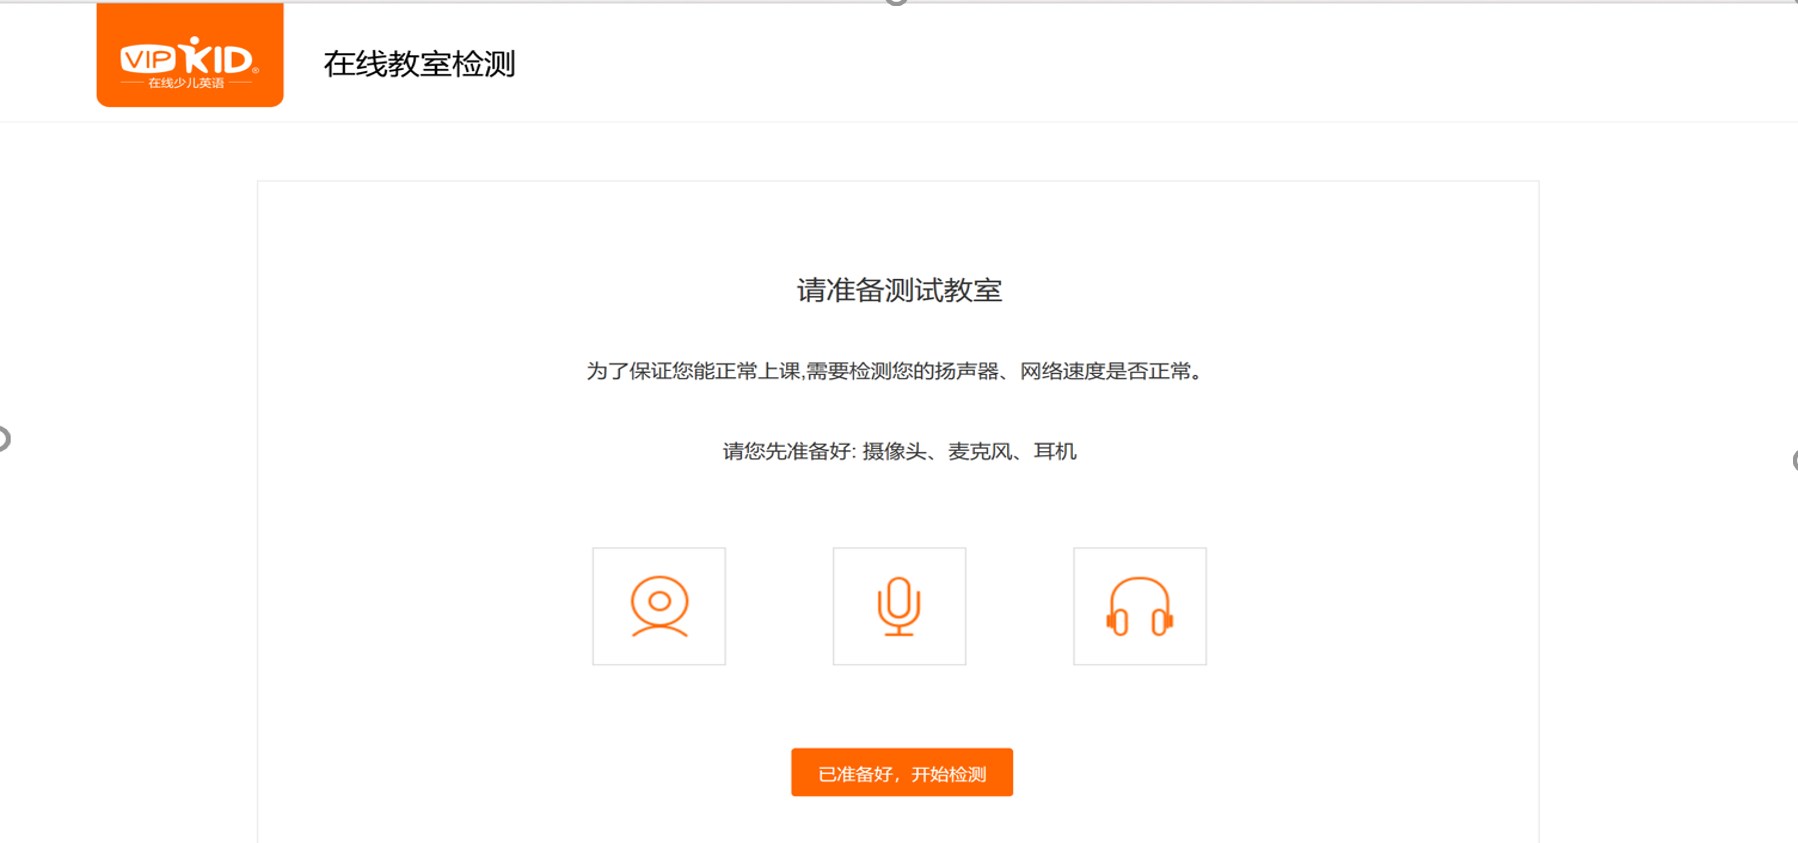 VIPKID®
在线少儿英语
在线教室检测
请准备测试教室
为了保证您能正常上课,需要检测您的扬声器、网络速度是否正常。
请您先准备好: 摄像头、麦克风、耳机
已准备好，开始检测